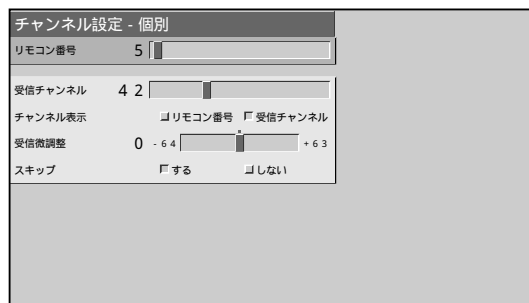 チャンネル設定 - 個別
リモコン番号 5
受信チャンネル 42
チャンネル表示 リモコン番号 受信チャンネル
受信微調整 0 -64 +63
スキップ する しない